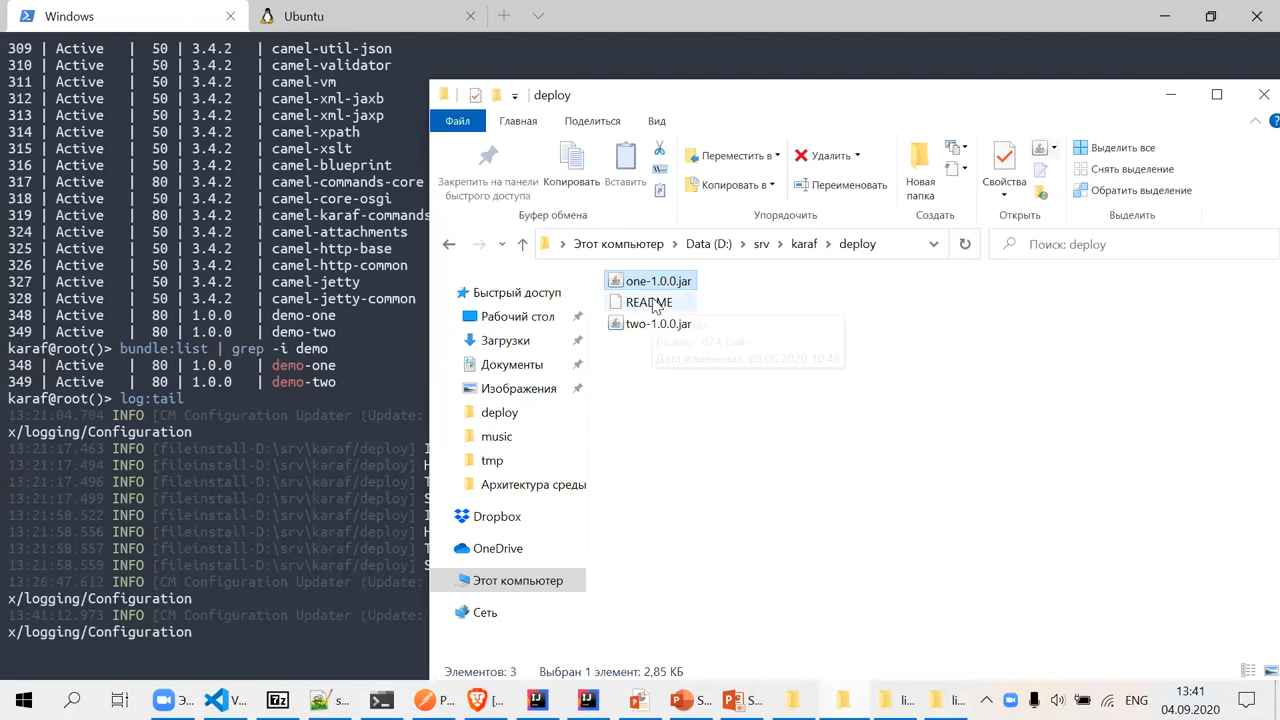 Windows
Ubuntu
309 | Active | 50 | 3.4.2 | camel-util-json
310 | Active | 50 | 3.4.2 | camel-validator
311 | Active | 50 | 3.4.2 | camel-vm
312 | Active | 50 | 3.4.2 | camel-xml-jaxb
313 | Active | 50 | 3.4.2 | camel-xml-jaxp
314 | Active | 50 | 3.4.2 | camel-xpath
315 | Active | 50 | 3.4.2 | camel-xslt
316 | Active | 50 | 3.4.2 | camel-blueprint
317 | Active | 80 | 3.4.2 | camel-commands-core
318 | Active | 50 | 3.4.2 | camel-core-osgi
319 | Active | 80 | 3.4.2 | camel-karaf-commands
324 | Active | 50 | 3.4.2 | camel-attachments
325 | Active | 50 | 3.4.2 | camel-http-base
326 | Active | 50 | 3.4.2 | camel-http-common
327 | Active | 50 | 3.4.2 | camel-jetty
328 | Active | 50 | 3.4.2 | camel-jetty-common
348 | Active | 80 | 1.0.0 | demo-one
349 | Active | 80 | 1.0.0 | demo-two
karaf@root()> bundle:list | grep -i demo
348 | Active | 80 | 1.0.0 | demo-one
349 | Active | 80 | 1.0.0 | demo-two
karaf@root()> log:tail
13:21:04.704 INFO [CM Configuration Updater (Update:
x/logging/Configuration
13:21:17.463 INFO [fileinstall-D:\srv\karaf/deploy] I
13:21:17.494 INFO [fileinstall-D:\srv\karaf/deploy] H
13:21:17.496 INFO [fileinstall-D:\srv\karaf/deploy] T
13:21:17.499 INFO [fileinstall-D:\srv\karaf/deploy] S
13:21:58.522 INFO [fileinstall-D:\srv\karaf/deploy] I
13:21:58.556 INFO [fileinstall-D:\srv\karaf/deploy] H
13:21:58.557 INFO [fileinstall-D:\srv\karaf/deploy] T
13:21:58.559 INFO [fileinstall-D:\srv\karaf/deploy] S
13:26:47.612 INFO [CM Configuration Updater (Update:
x/logging/Configuration
13:41:12.973 INFO [CM Configuration Updater (Update:
x/logging/Configuration
deploy
Файл Главная Поделиться Вид
Закрепить на панели
быстрого доступа
Копировать
Вставить
Буфер обмена
Переместить в
Копировать в
Удалить
Переименовать
Упорядочить
Новая
папка
Создать
Свойства
Открыть
Выделить все
Снять выделение
Обратить выделение
Выделить
Этот компьютер > Data (D:) > srv > karaf > deploy
Поиск: deploy
Быстрый доступ
Рабочий стол
Загрузки
Документы
Изображения
deploy
music
tmp
Архитектура среды
Dropbox
OneDrive
Этот компьютер
Сеть
one-1.0.0.jar
README
two-1.0.0.jar
Размер: 874 байт
Дата изменения: 05.06.2020 10:48
Элементов: 3 Выбран 1 элемент: 2,85 КБ
Э...
V...
7z
s...
P...
[...
S...
S...
li...
li...
ENG
13:41
04.09.2020